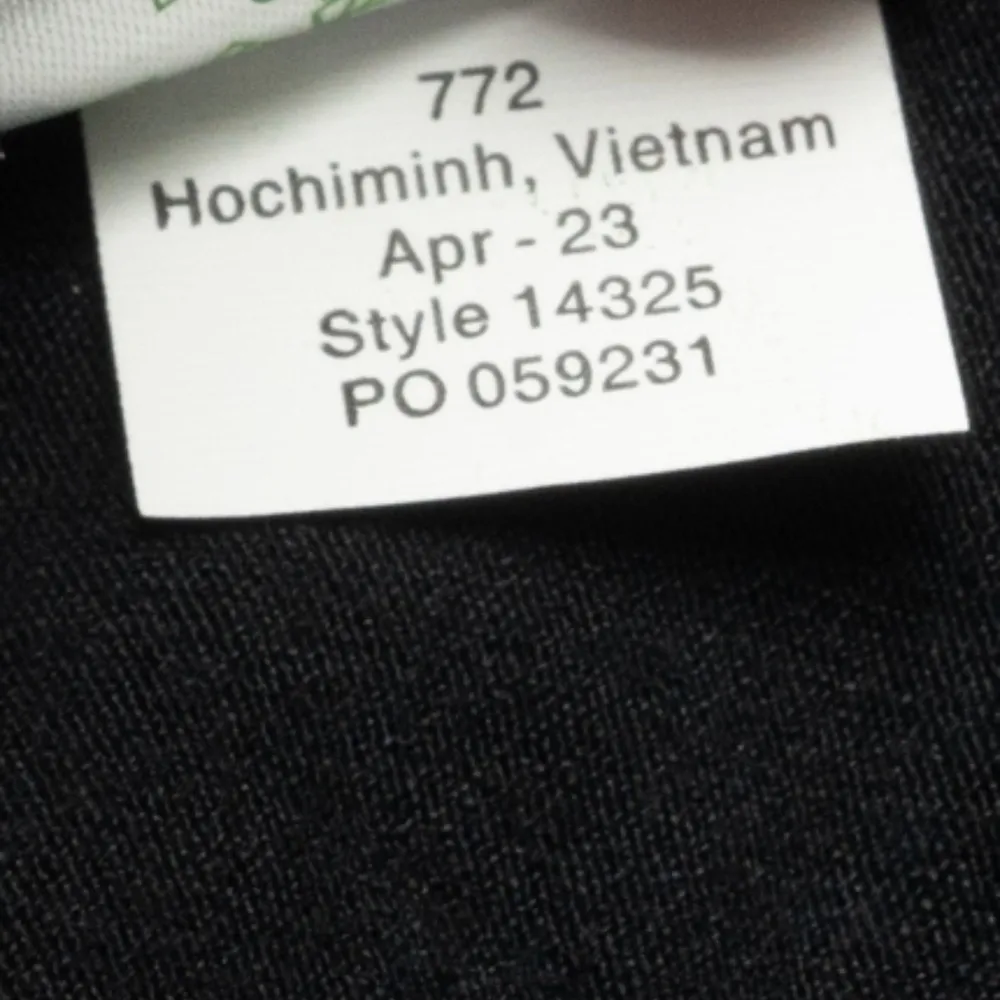 772
Hochiminh, Vietnam
Apr - 23
Style 14325
PO 059231